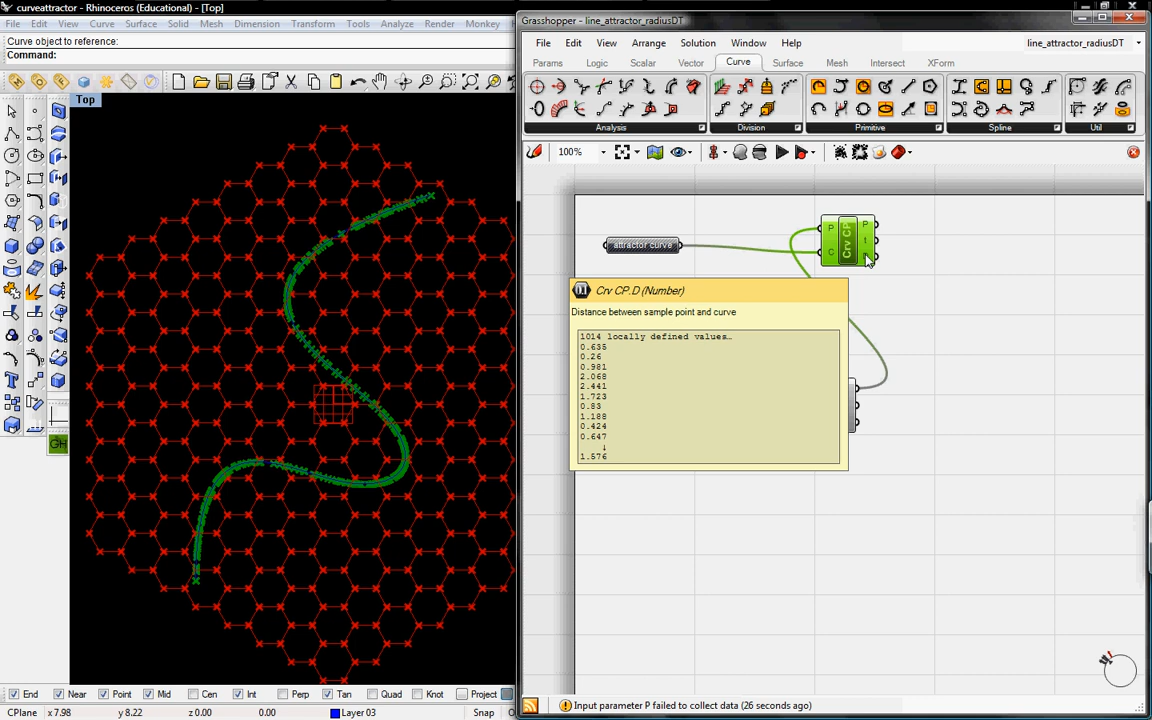 curveattractor - Rhinoceros (Educational) - [Top]
File Edit View Curve Surface Solid Mesh Dimension Transform Tools Analyze Render Monkey
Curve object to reference:
Command:
Top
GH
End Near Point Mid Cen Int Perp Tan Quad Knot Project
CPlane x 7.98 y 8.22 z 0.00 0.00 Layer 03 Snap
Grasshopper - line_attractor_radiusDT
File Edit View Arrange Solution Window Help line_attractor_radiusDT
Params Logic Scalar Vector Curve Surface Mesh Intersect XForm
Analysis Division Primitive Spline Util
100%
attractor curve
P C Crv CP P t
Crv CP.D (Number)
Distance between sample point and curve
1014 locally defined values...
0.635
0.26
0.981
2.068
2.441
1.723
0.83
1.188
0.424
0.647
↓
1.576
Input parameter P failed to collect data (26 seconds ago)